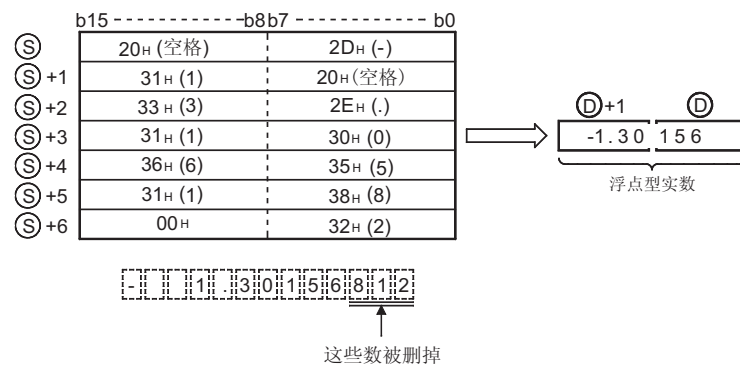 b15 - - - - - - - - - - - - b8 b7 - - - - - - - - - - - - b0
Ⓢ 20H (空格) 2DH (-)
Ⓢ +1 31H (1) 20H (空格)
Ⓢ +2 33H (3) 2EH (.)
Ⓢ +3 31H (1) 30H (0)
Ⓢ +4 36H (6) 35H (5)
Ⓢ +5 31H (1) 38H (8)
Ⓢ +6 00H 32H (2)
Ⓓ+1 Ⓓ
-1.30 156
浮点型实数
- 1 . 3 0 1 5 6 8 1 2
这些数被删掉